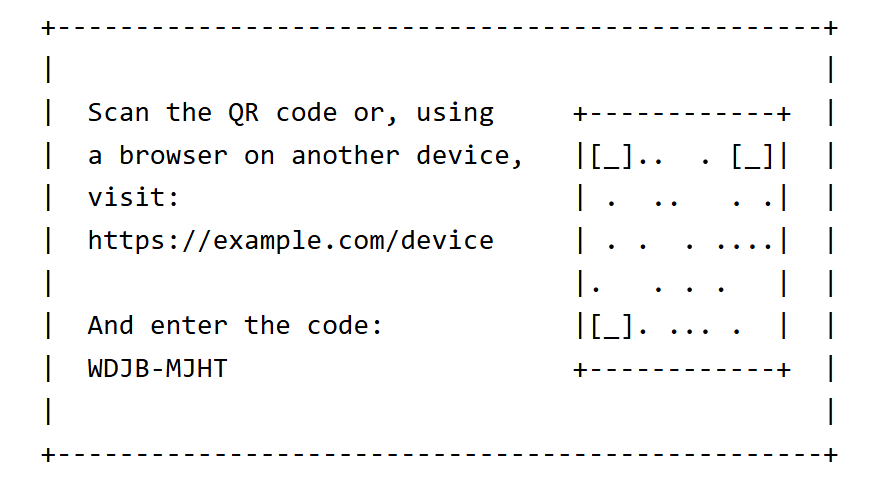 Scan the QR code or, using
a browser on another device,
visit:
https://example.com/device
And enter the code:
WDJB-MJHT